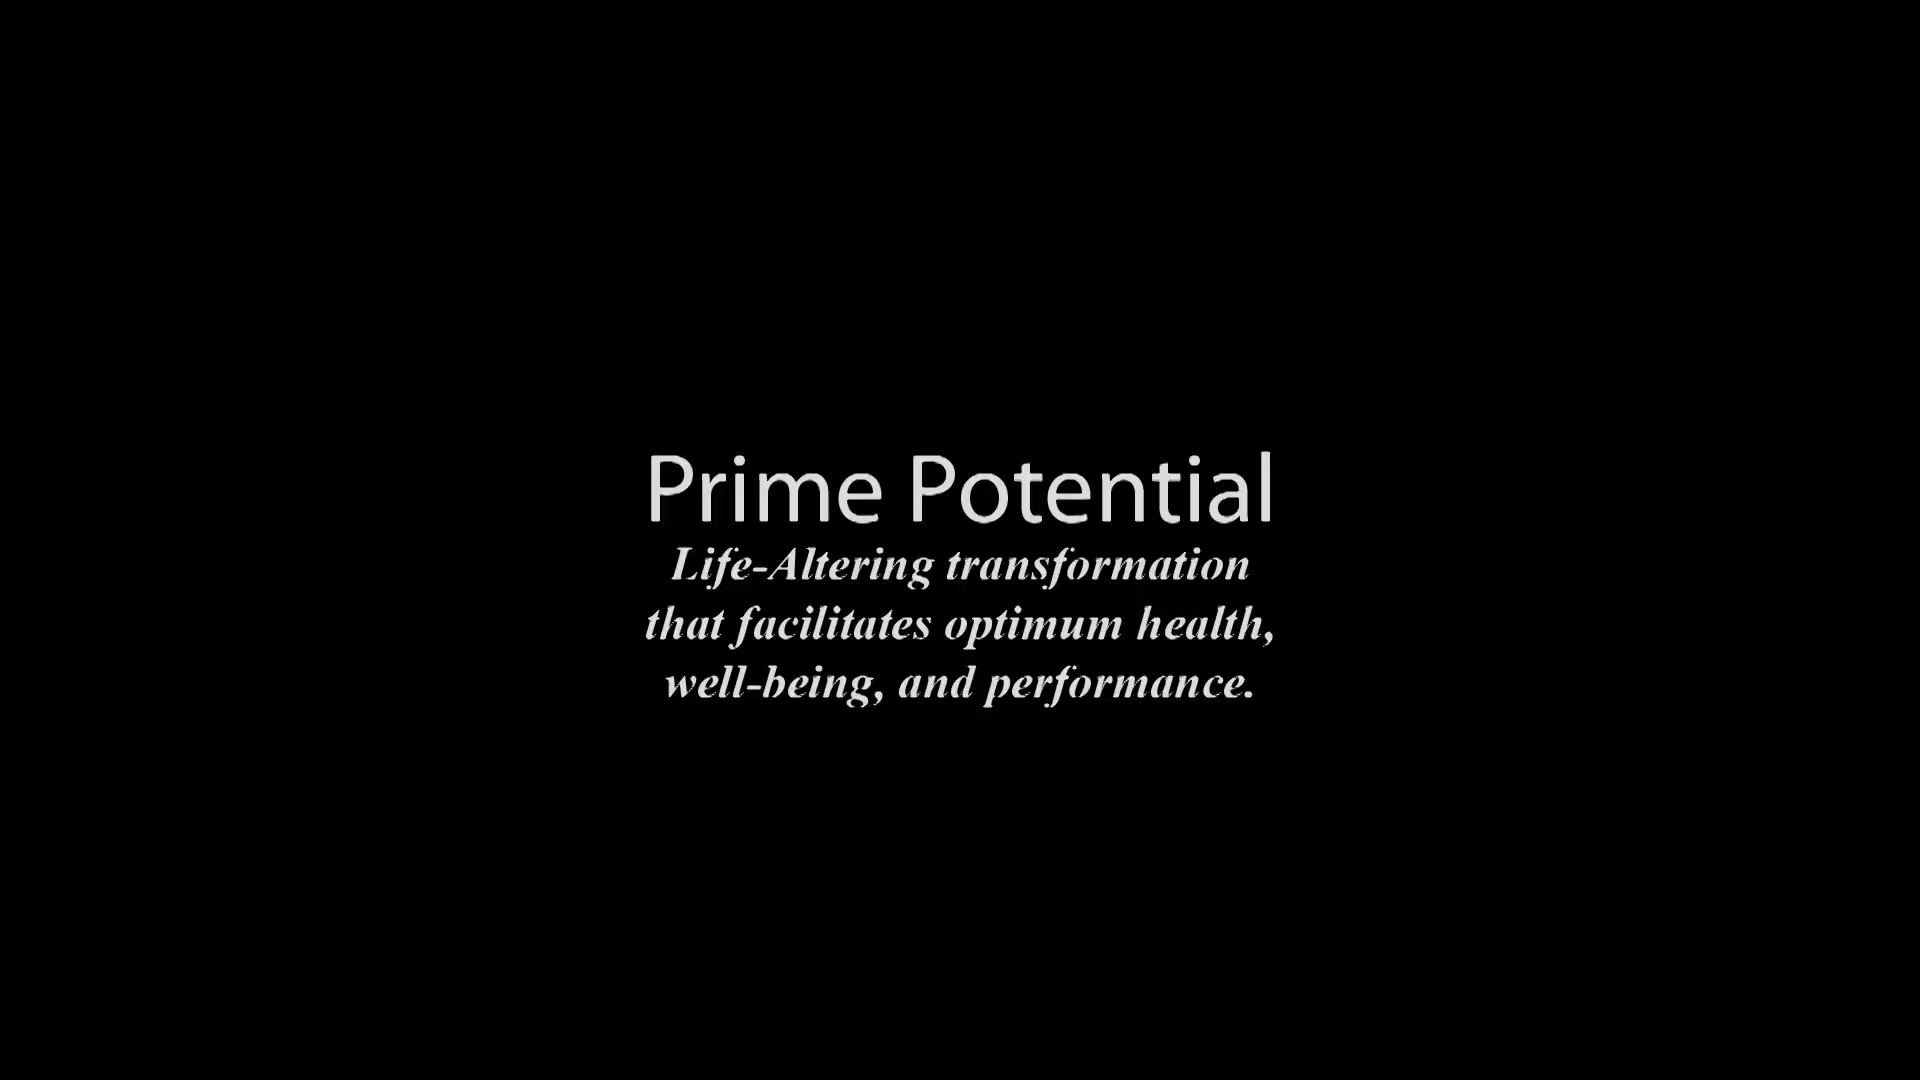 Prime Potential
Life-Altering transformation
that facilitates optimum health,
well-being, and performance.